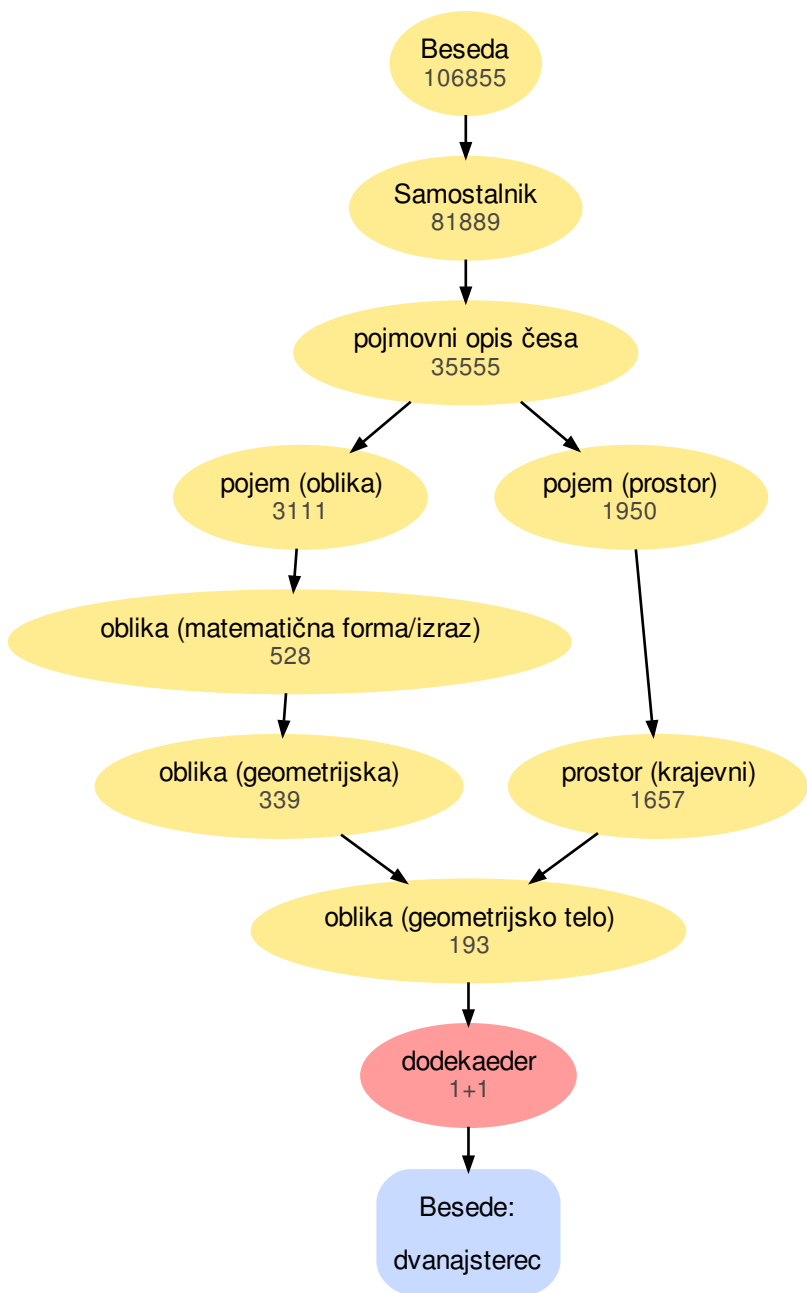 Beseda
106855
Samostalnik
81889
pojmovni opis česa
35555
pojem (oblika)
3111
pojem (prostor)
1950
oblika (matematična forma/izraz)
528
oblika (geometrijska)
339
prostor (krajevni)
1657
oblika (geometrijsko telo)
193
dodekaeder
1+1
Besede:
dvanajsterec